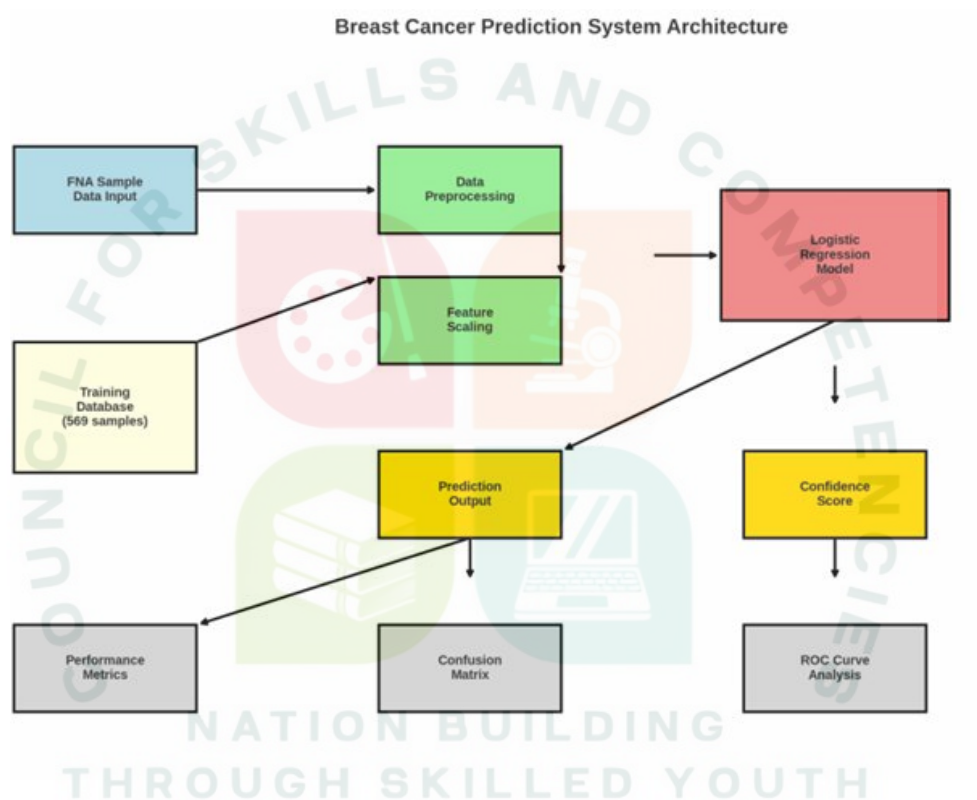 Breast Cancer Prediction System Architecture
COUNCIL FOR SKILLS AND COMPETENCIES
FNA Sample
Data Input
Data
Preprocessing
Logistic
Regression
Model
Feature
Scaling
Training
Database
(569 samples)
Prediction
Output
Confidence
Score
Performance
Metrics
Confusion
Matrix
ROC Curve
Analysis
NATION BUILDING
THROUGH SKILLED YOUTH